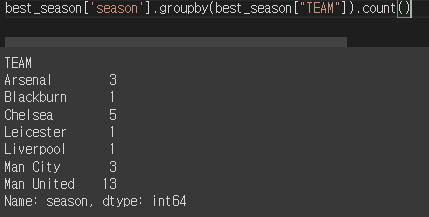 best_season['season'].groupby(best_season["TEAM"]).count()
TEAM
Arsenal 3
Blackburn 1
Chelsea 5
Leicester 1
Liverpool 1
Man City 3
Man United 13
Name: season, dtype: int64